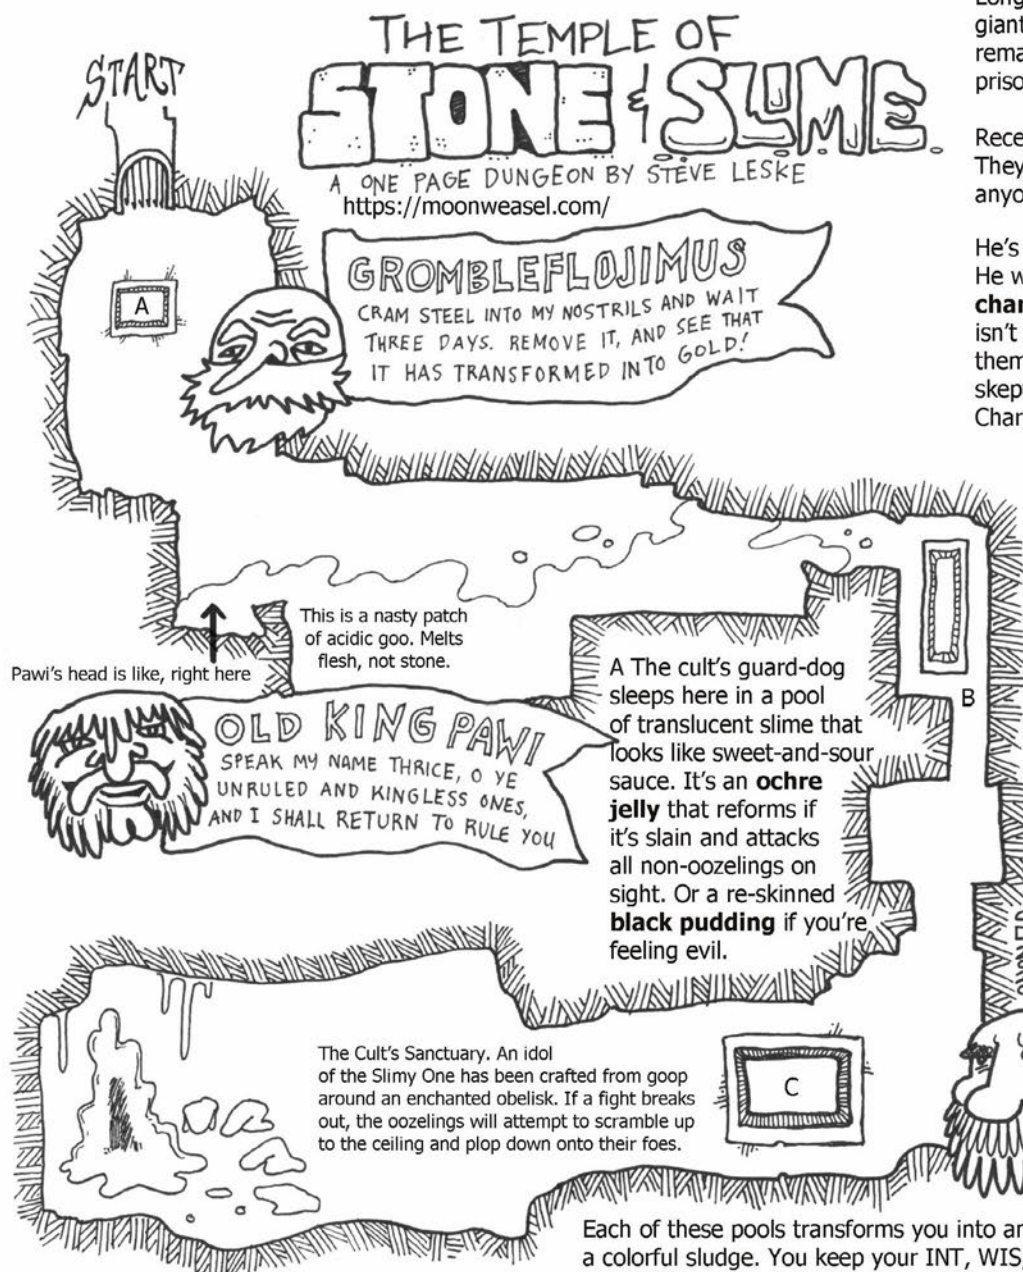 THE TEMPLE OF
STONE & SLIME
A ONE PAGE DUNGEON BY STEVE LESKE
https://moonweasel.com/
START
A
GROMBLEFLOJIMUS
CRAM STEEL INTO MY NOSTRILS AND WAIT
THREE DAYS. REMOVE IT, AND SEE THAT
IT HAS TRANSFORMED INTO GOLD!
giant
priso
Rece
They
anyo
He's
He w
char
isn't
them
skep
Char
This is a nasty patch
of acidic goo. Melts
flesh, not stone.
Pawi's head is like, right here
OLD KING PAWI
SPEAK MY NAME THRICE, O YE
UNRULED AND KINGLESS ONES,
AND I SHALL RETURN TO RULE YOU
A The cult's guard-dog
sleeps here in a pool
of translucent slime that
looks like sweet-and-sour
sauce. It's an ochre
jelly that reforms if
it's slain and attacks
all non-oozelings on
sight. Or a re-skinned
black pudding if you're
feeling evil.
B
The Cult's Sanctuary. An idol
of the Slimy One has been crafted from goop
around an enchanted obelisk. If a fight breaks
out, the oozelings will attempt to scramble up
to the ceiling and plop down onto their foes.
C
Each of these pools transforms you into an
a colorful sludge. You keep your INT, WIS,